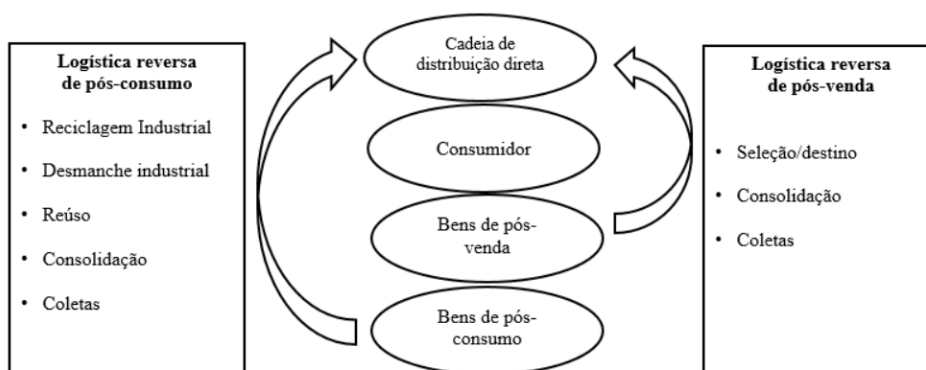 Logística reversa
de pós-consumo
• Reciclagem Industrial
• Desmanche industrial
• Reúso
• Consolidação
• Coletas
Cadeia de
distribuição direta
Consumidor
Bens de pós-
venda
Bens de pós-
consumo
Logística reversa
de pós-venda
• Seleção/destino
• Consolidação
• Coletas